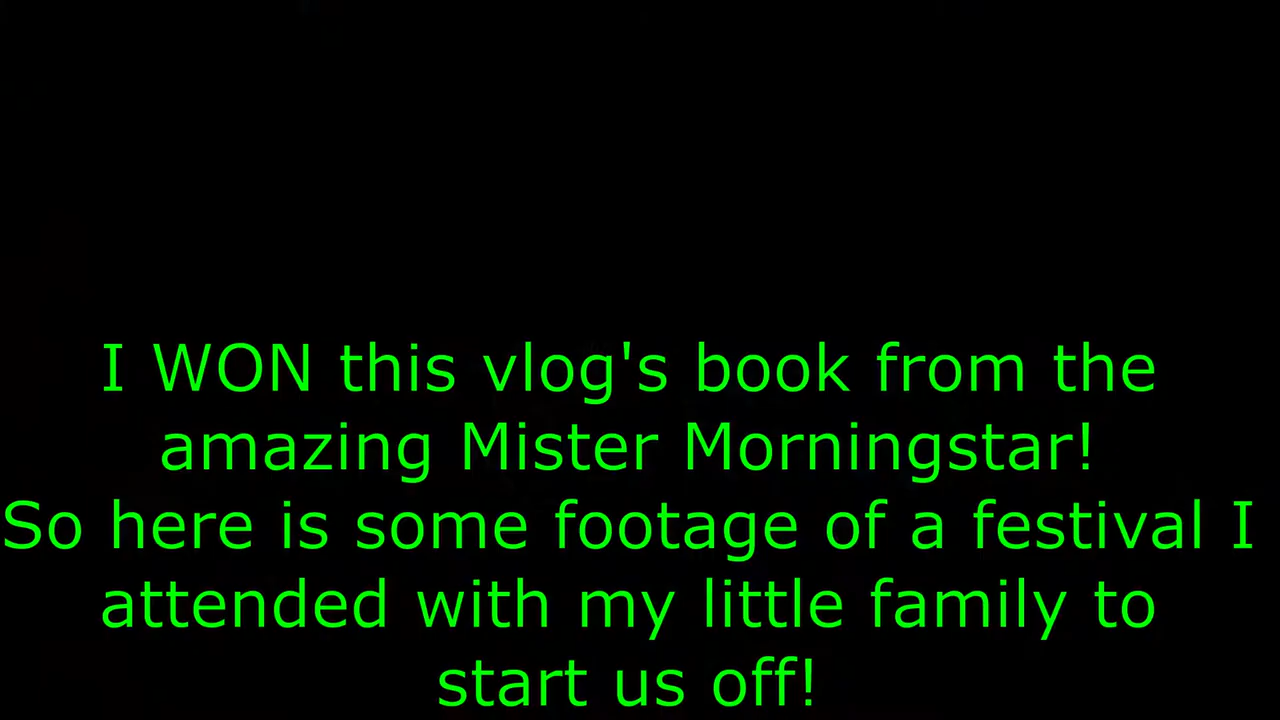 I WON this vlog's book from the
amazing Mister Morningstar!
So here is some footage of a festival I
attended with my little family to
start us off!